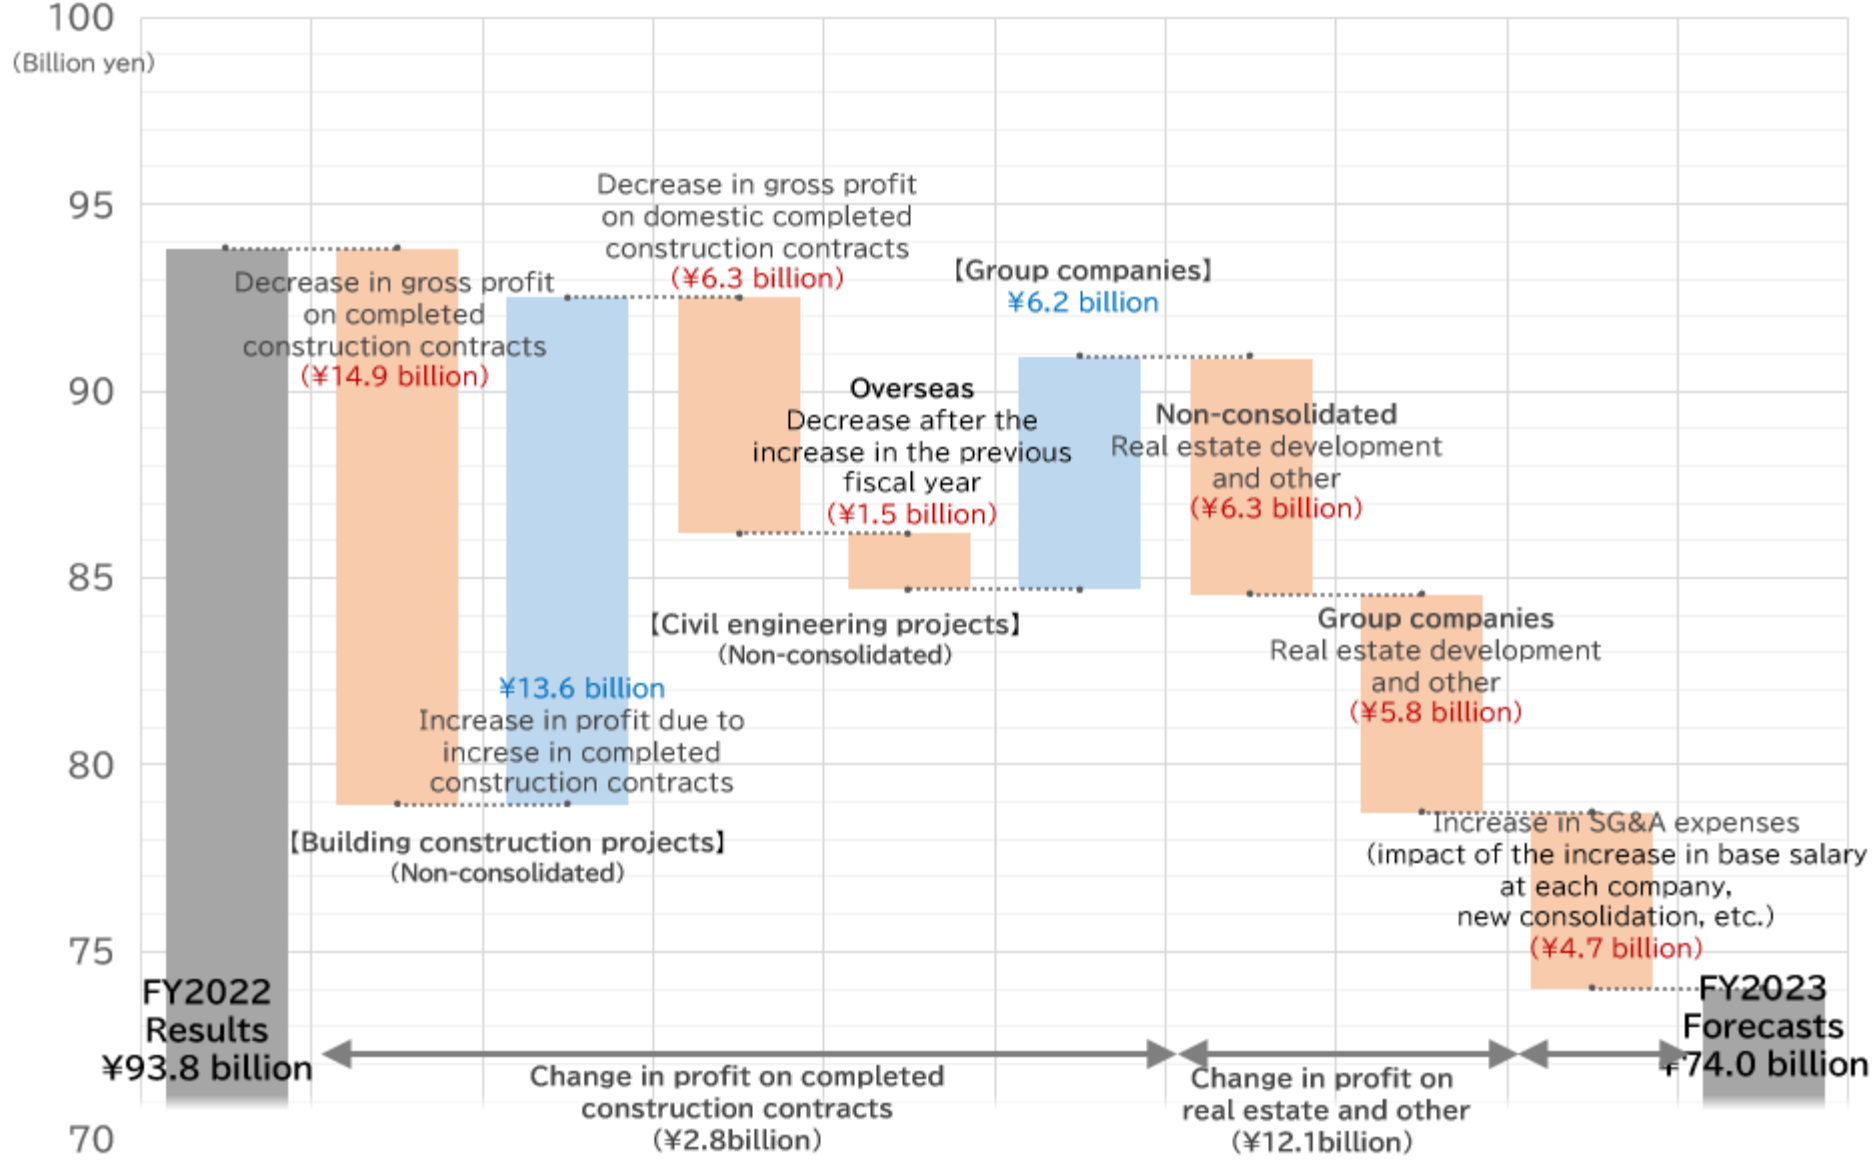 100
(Billion yen)
95
90
85
80
75
70
FY2022
Results
¥93.8 billion
Decrease in gross profit
on completed
construction contracts
(¥14.9 billion)
¥13.6 billion
Increase in profit due to
increse in completed
construction contracts
【Building construction projects】
(Non-consolidated)
Decrease in gross profit
on domestic completed
construction contracts
(¥6.3 billion)
Overseas
Decrease after the
increase in the previous
fiscal year
(¥1.5 billion)
【Civil engineering projects】
(Non-consolidated)
【Group companies】
¥6.2 billion
Non-consolidated
Real estate development
and other
(¥6.3 billion)
Group companies
Real estate development
and other
(¥5.8 billion)
Increase in SG&A expenses
(impact of the increase in base salary
at each company,
new consolidation, etc.)
(¥4.7 billion)
FY2023
Forecasts
¥74.0 billion
Change in profit on completed
construction contracts
(¥2.8billion)
Change in profit on
real estate and other
(¥12.1billion)